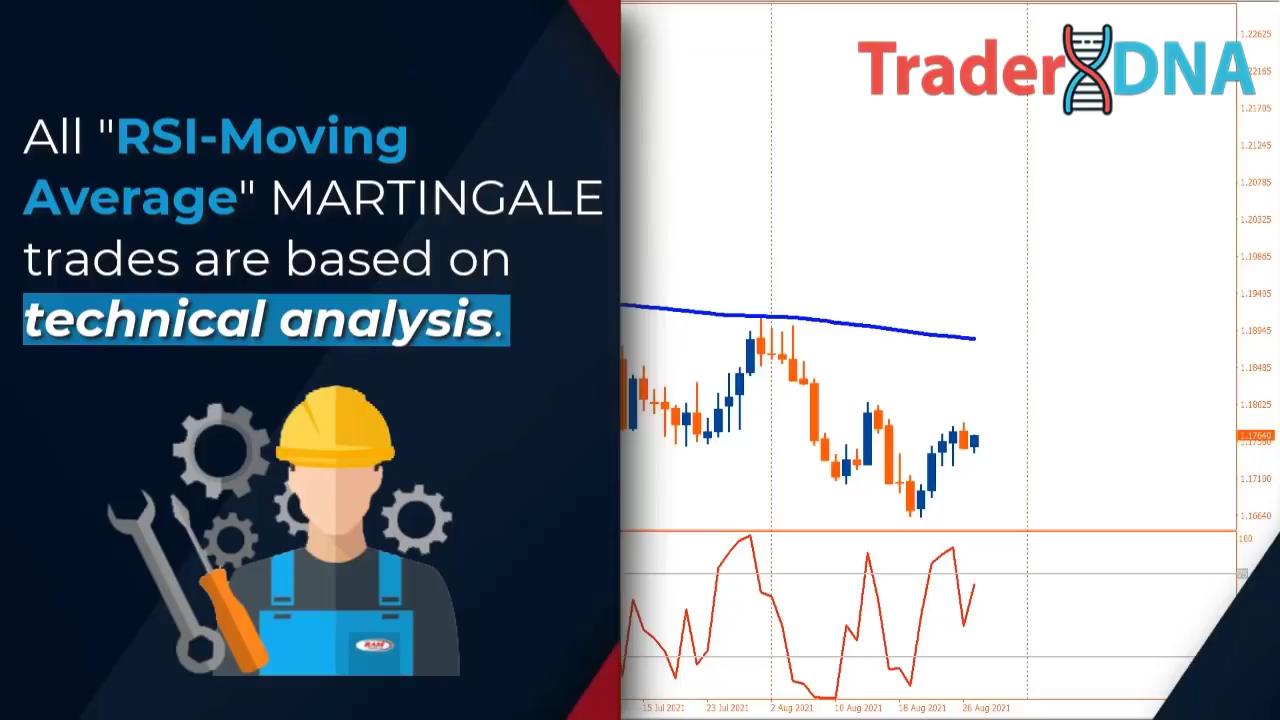 TraderDNA
All "RSI-Moving
Average" MARTINGALE
trades are based on
technical analysis.
RAM
1.22625
1.22165
1.21705
1.21245
1.20785
1.20325
1.19865
1.19405
1.18945
1.18485
1.18025
1.17640
1.17100
1.16640
100
15 Jul 2021 23 Jul 2021 2 Aug 2021 10 Aug 2021 18 Aug 2021 26 Aug 2021